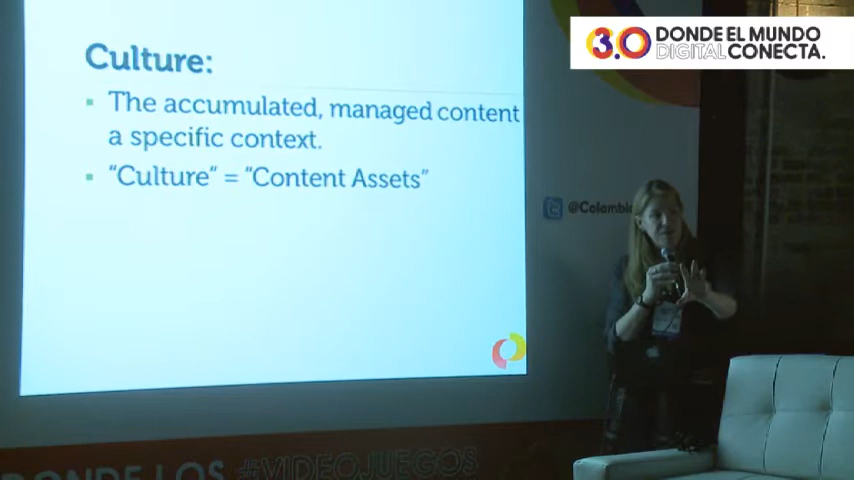 3.0 DONDE EL MUNDO
DIGITAL CONECTA.
Culture:
▪ The accumulated, managed content
a specific context.
▪ “Culture“ = “Content Assets”
@Colombia
DONDE LOS #VIDEOJUEGOS